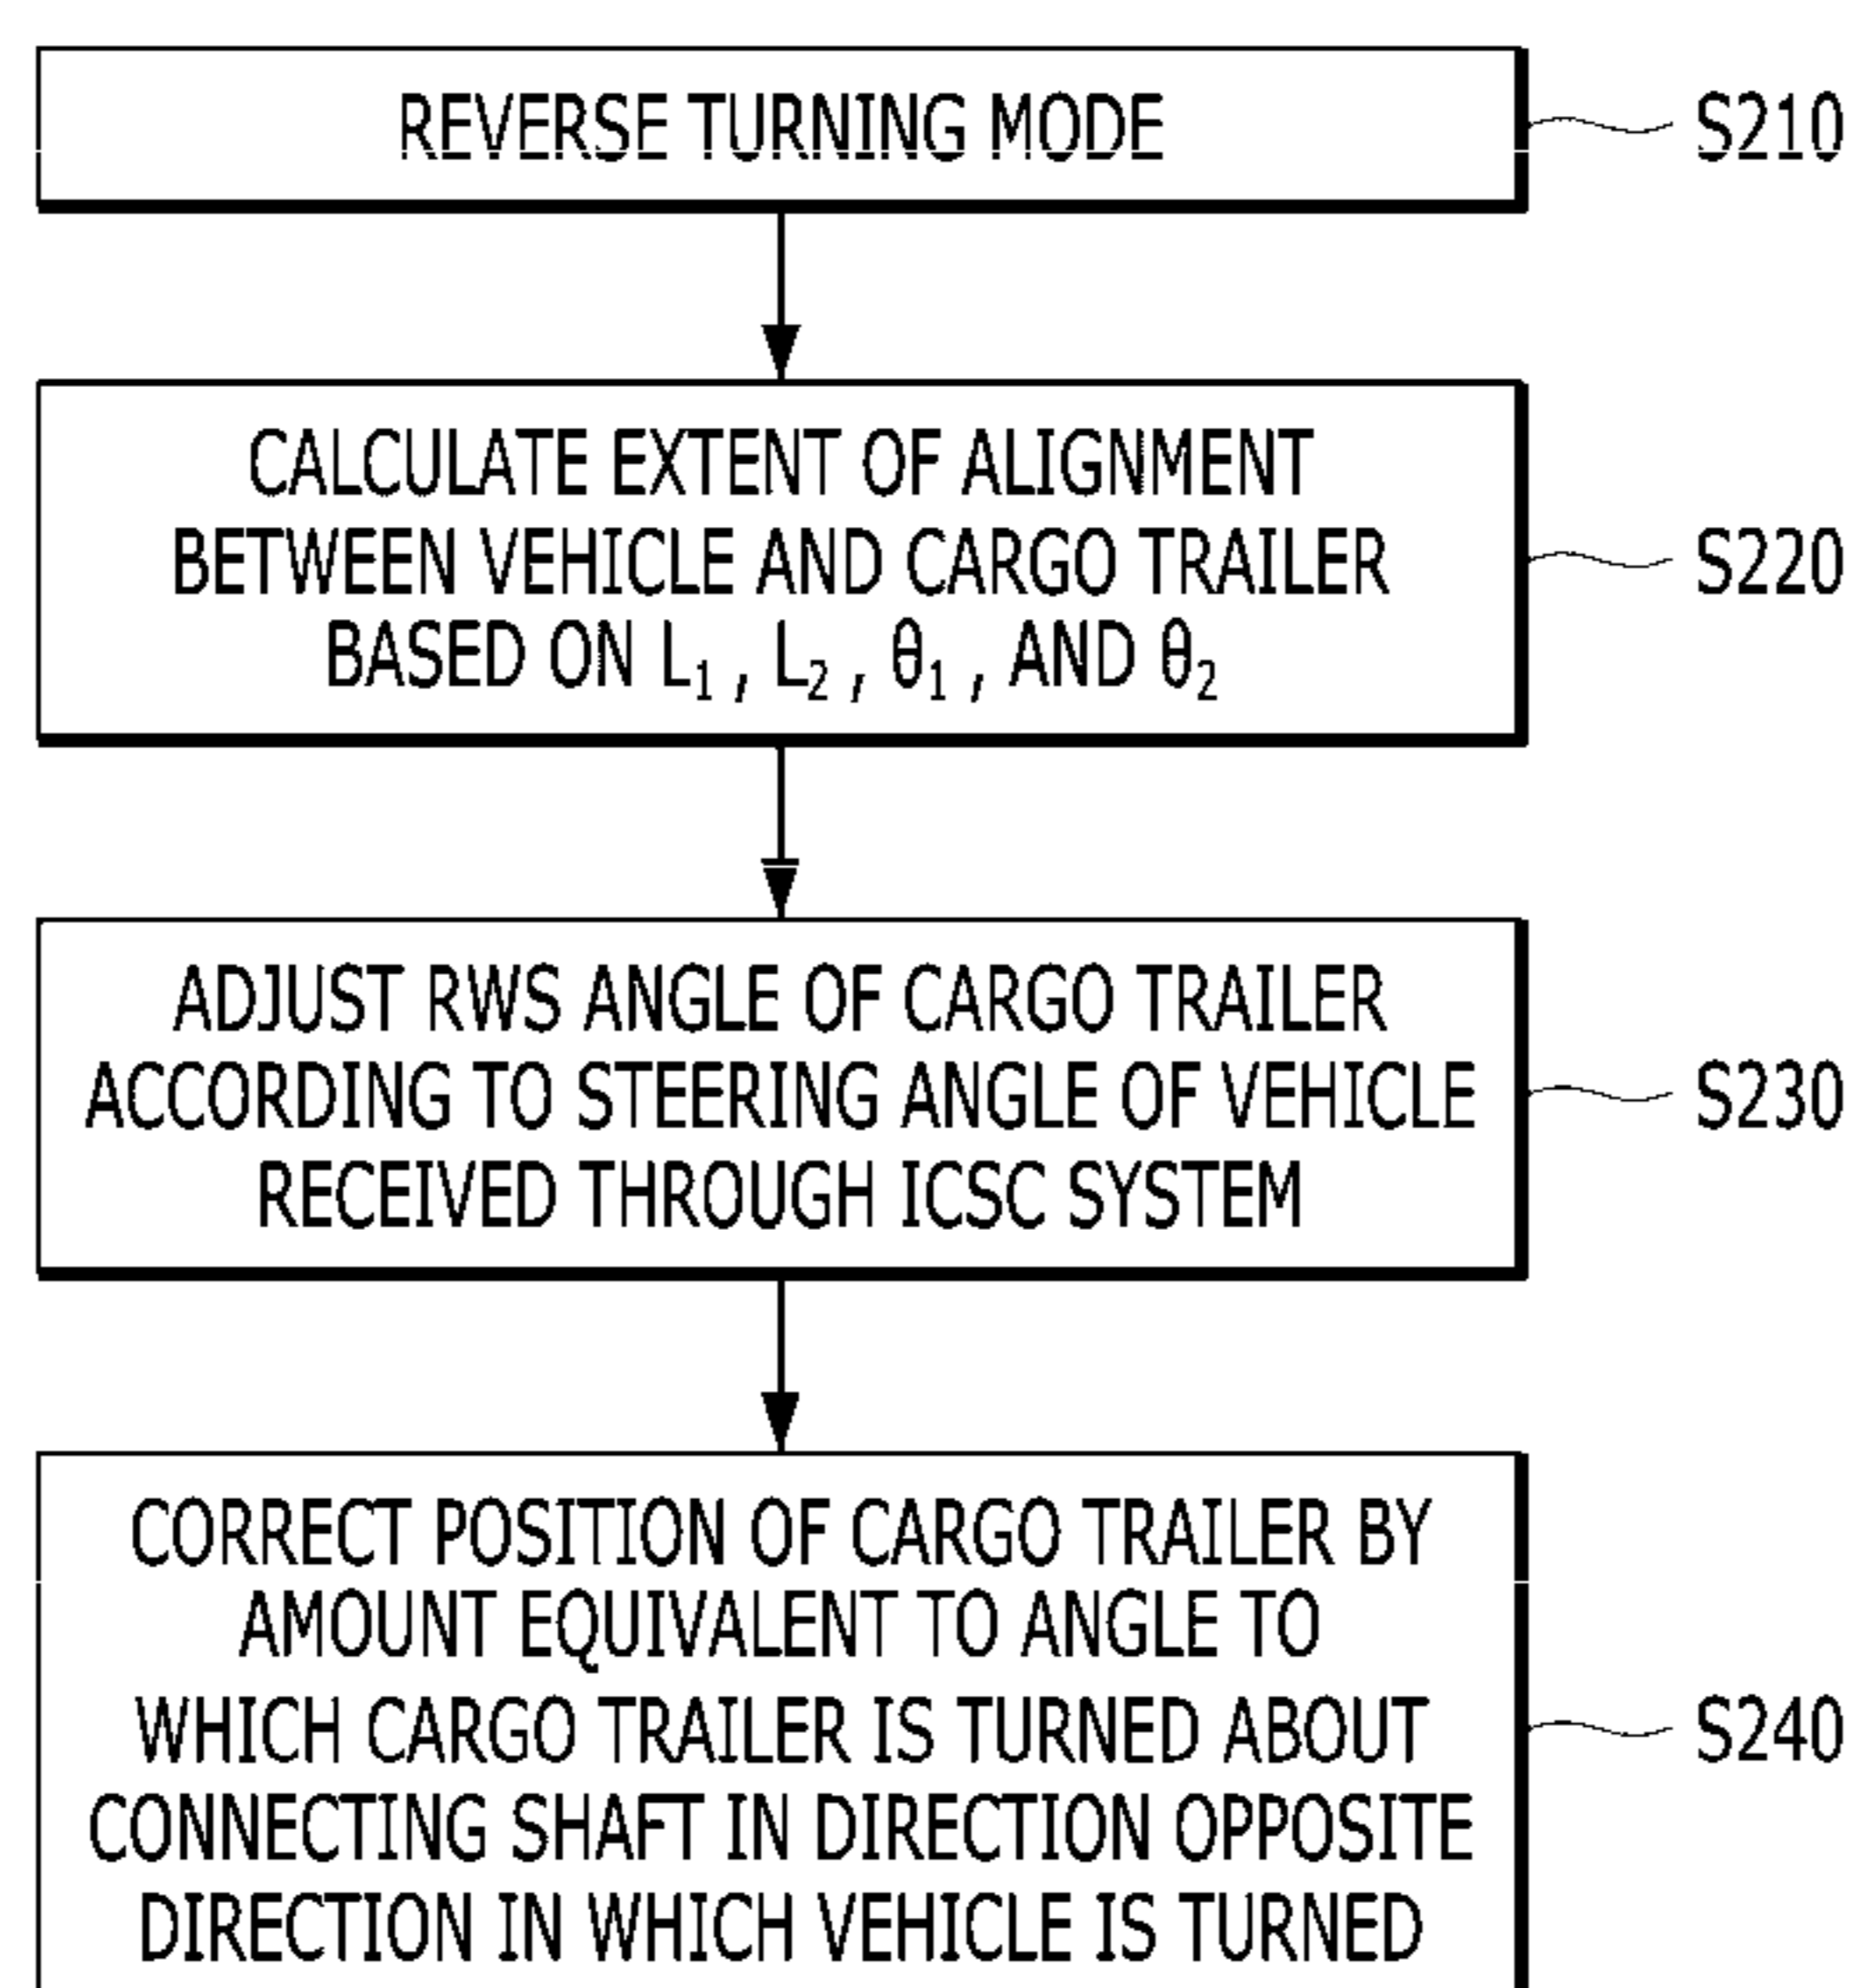 REVERSE TURNING MODE
S210
CALCULATE EXTENT OF ALIGNMENT
BETWEEN VEHICLE AND CARGO TRAILER
BASED ON L₁, L₂, θ₁, AND θ₂
S220
ADJUST RWS ANGLE OF CARGO TRAILER
ACCORDING TO STEERING ANGLE OF VEHICLE
RECEIVED THROUGH ICSC SYSTEM
S230
CORRECT POSITION OF CARGO TRAILER BY
AMOUNT EQUIVALENT TO ANGLE TO
WHICH CARGO TRAILER IS TURNED ABOUT
CONNECTING SHAFT IN DIRECTION OPPOSITE
DIRECTION IN WHICH VEHICLE IS TURNED
S240